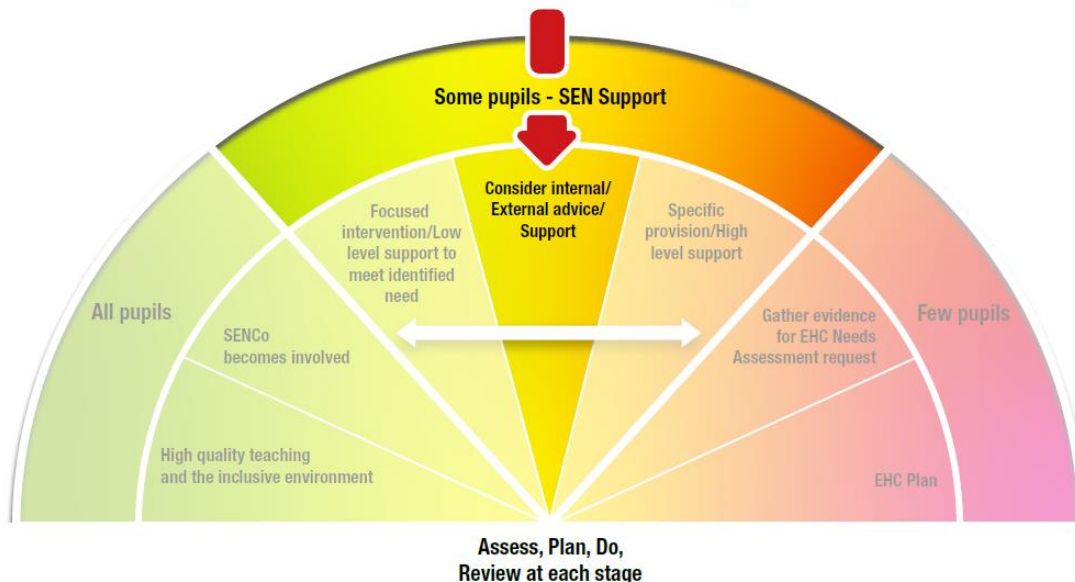 Some pupils - SEN Support
Consider internal/
External advice/
Support
Focused
intervention/Low
level support to
meet identified
need
Specific
provision/High
level support
All pupils
SENCo
becomes involved
High quality teaching
and the inclusive environment
Gather evidence
for EHC Needs
Assessment request
Few pupils
EHC Plan
Assess, Plan, Do,
Review at each stage